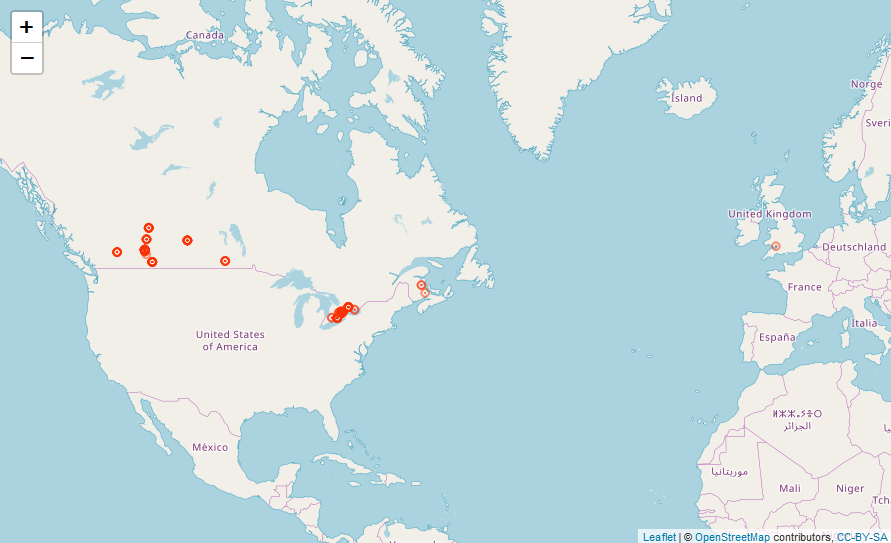 +
−
Canada
Ísland
Norge
Sveri
United Kingdom
Deutschland
France
Italia
España
United States
of America
México
ⵍⵣⵣⴰⵢⴻⵔ
الجزائر
موريتانيا
Mali
Niger
Leaflet | © OpenStreetMap contributors, CC-BY-SA